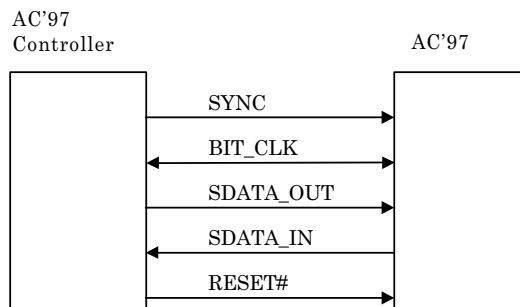 AC'97
Controller
AC'97
SYNC
BIT_CLK
SDATA_OUT
SDATA_IN
RESET#